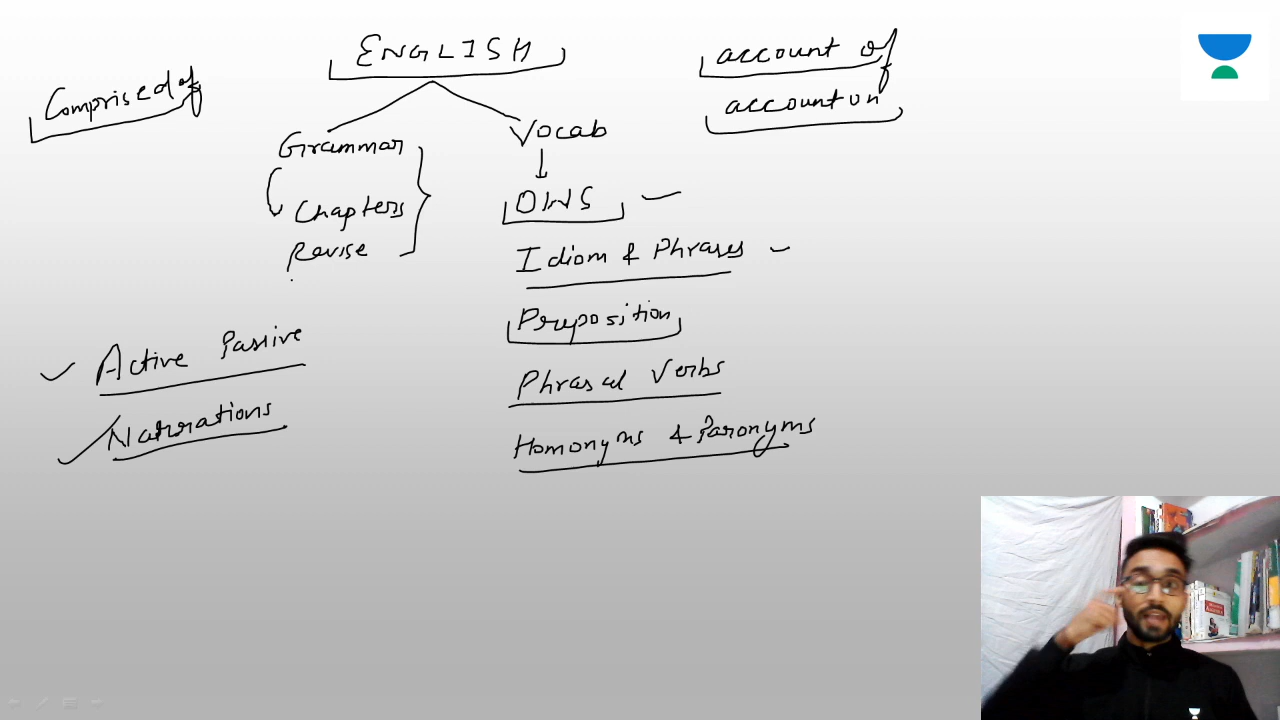 ENGLISH
account of
Comprised of
account on
Grammar
Vocab
Chapters
OWS
Revise
Idiom & Phrases
Preposition
Active Passive
Phrasal Verbs
Narrations
Homonyms & Paronyms